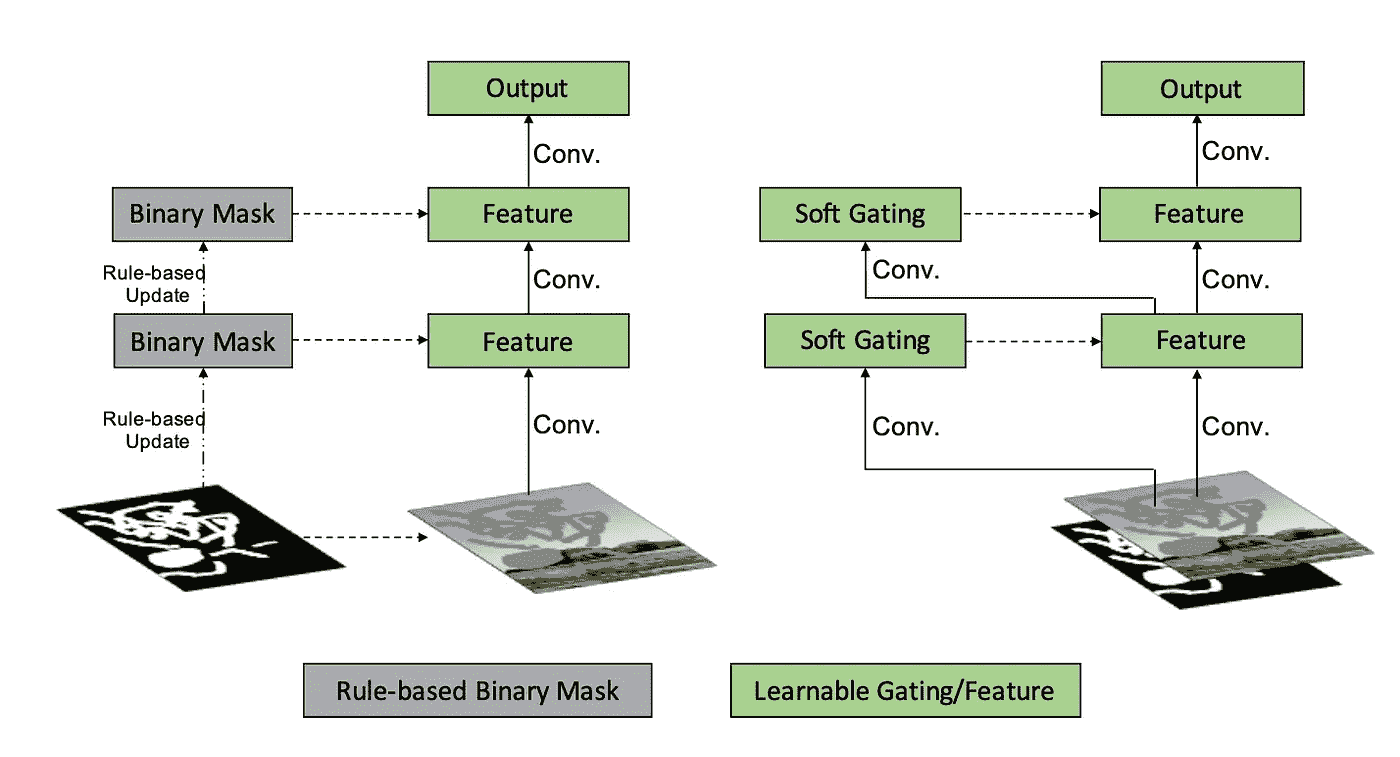 Output
Output
Conv.
Conv.
Binary Mask
Feature
Soft Gating
Feature
Rule-based
Update
Conv.
Conv.
Conv.
Binary Mask
Feature
Soft Gating
Feature
Rule-based
Update
Conv.
Conv.
Conv.
Rule-based Binary Mask
Learnable Gating/Feature